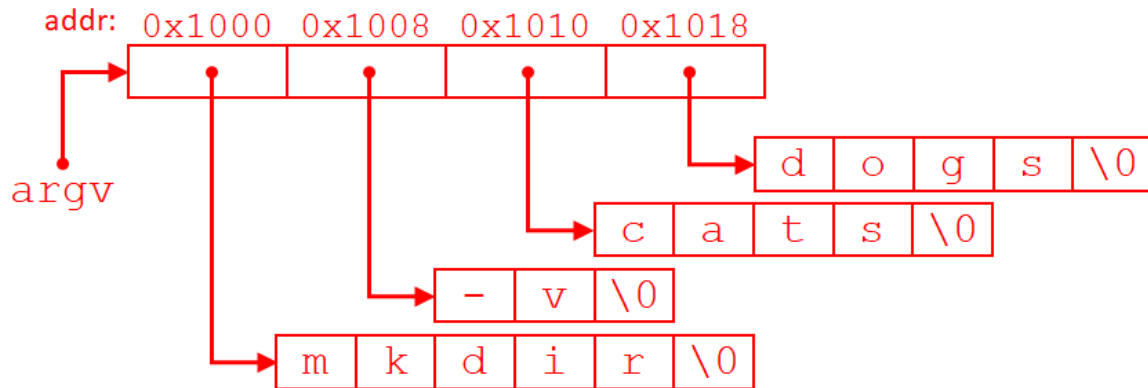 addr: 0x1000 0x1008 0x1010 0x1018
d o g s \0
argv
c a t s \0
- v \0
m k d i r \0